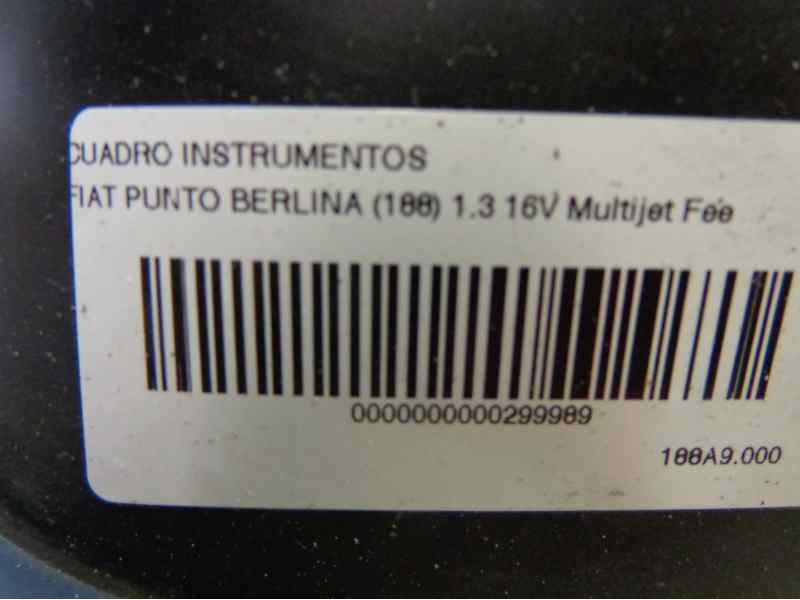 CUADRO INSTRUMENTOS
FIAT PUNTO BERLINA (188) 1.3 16V Multijet Fee
0000000000299989
188A9.000